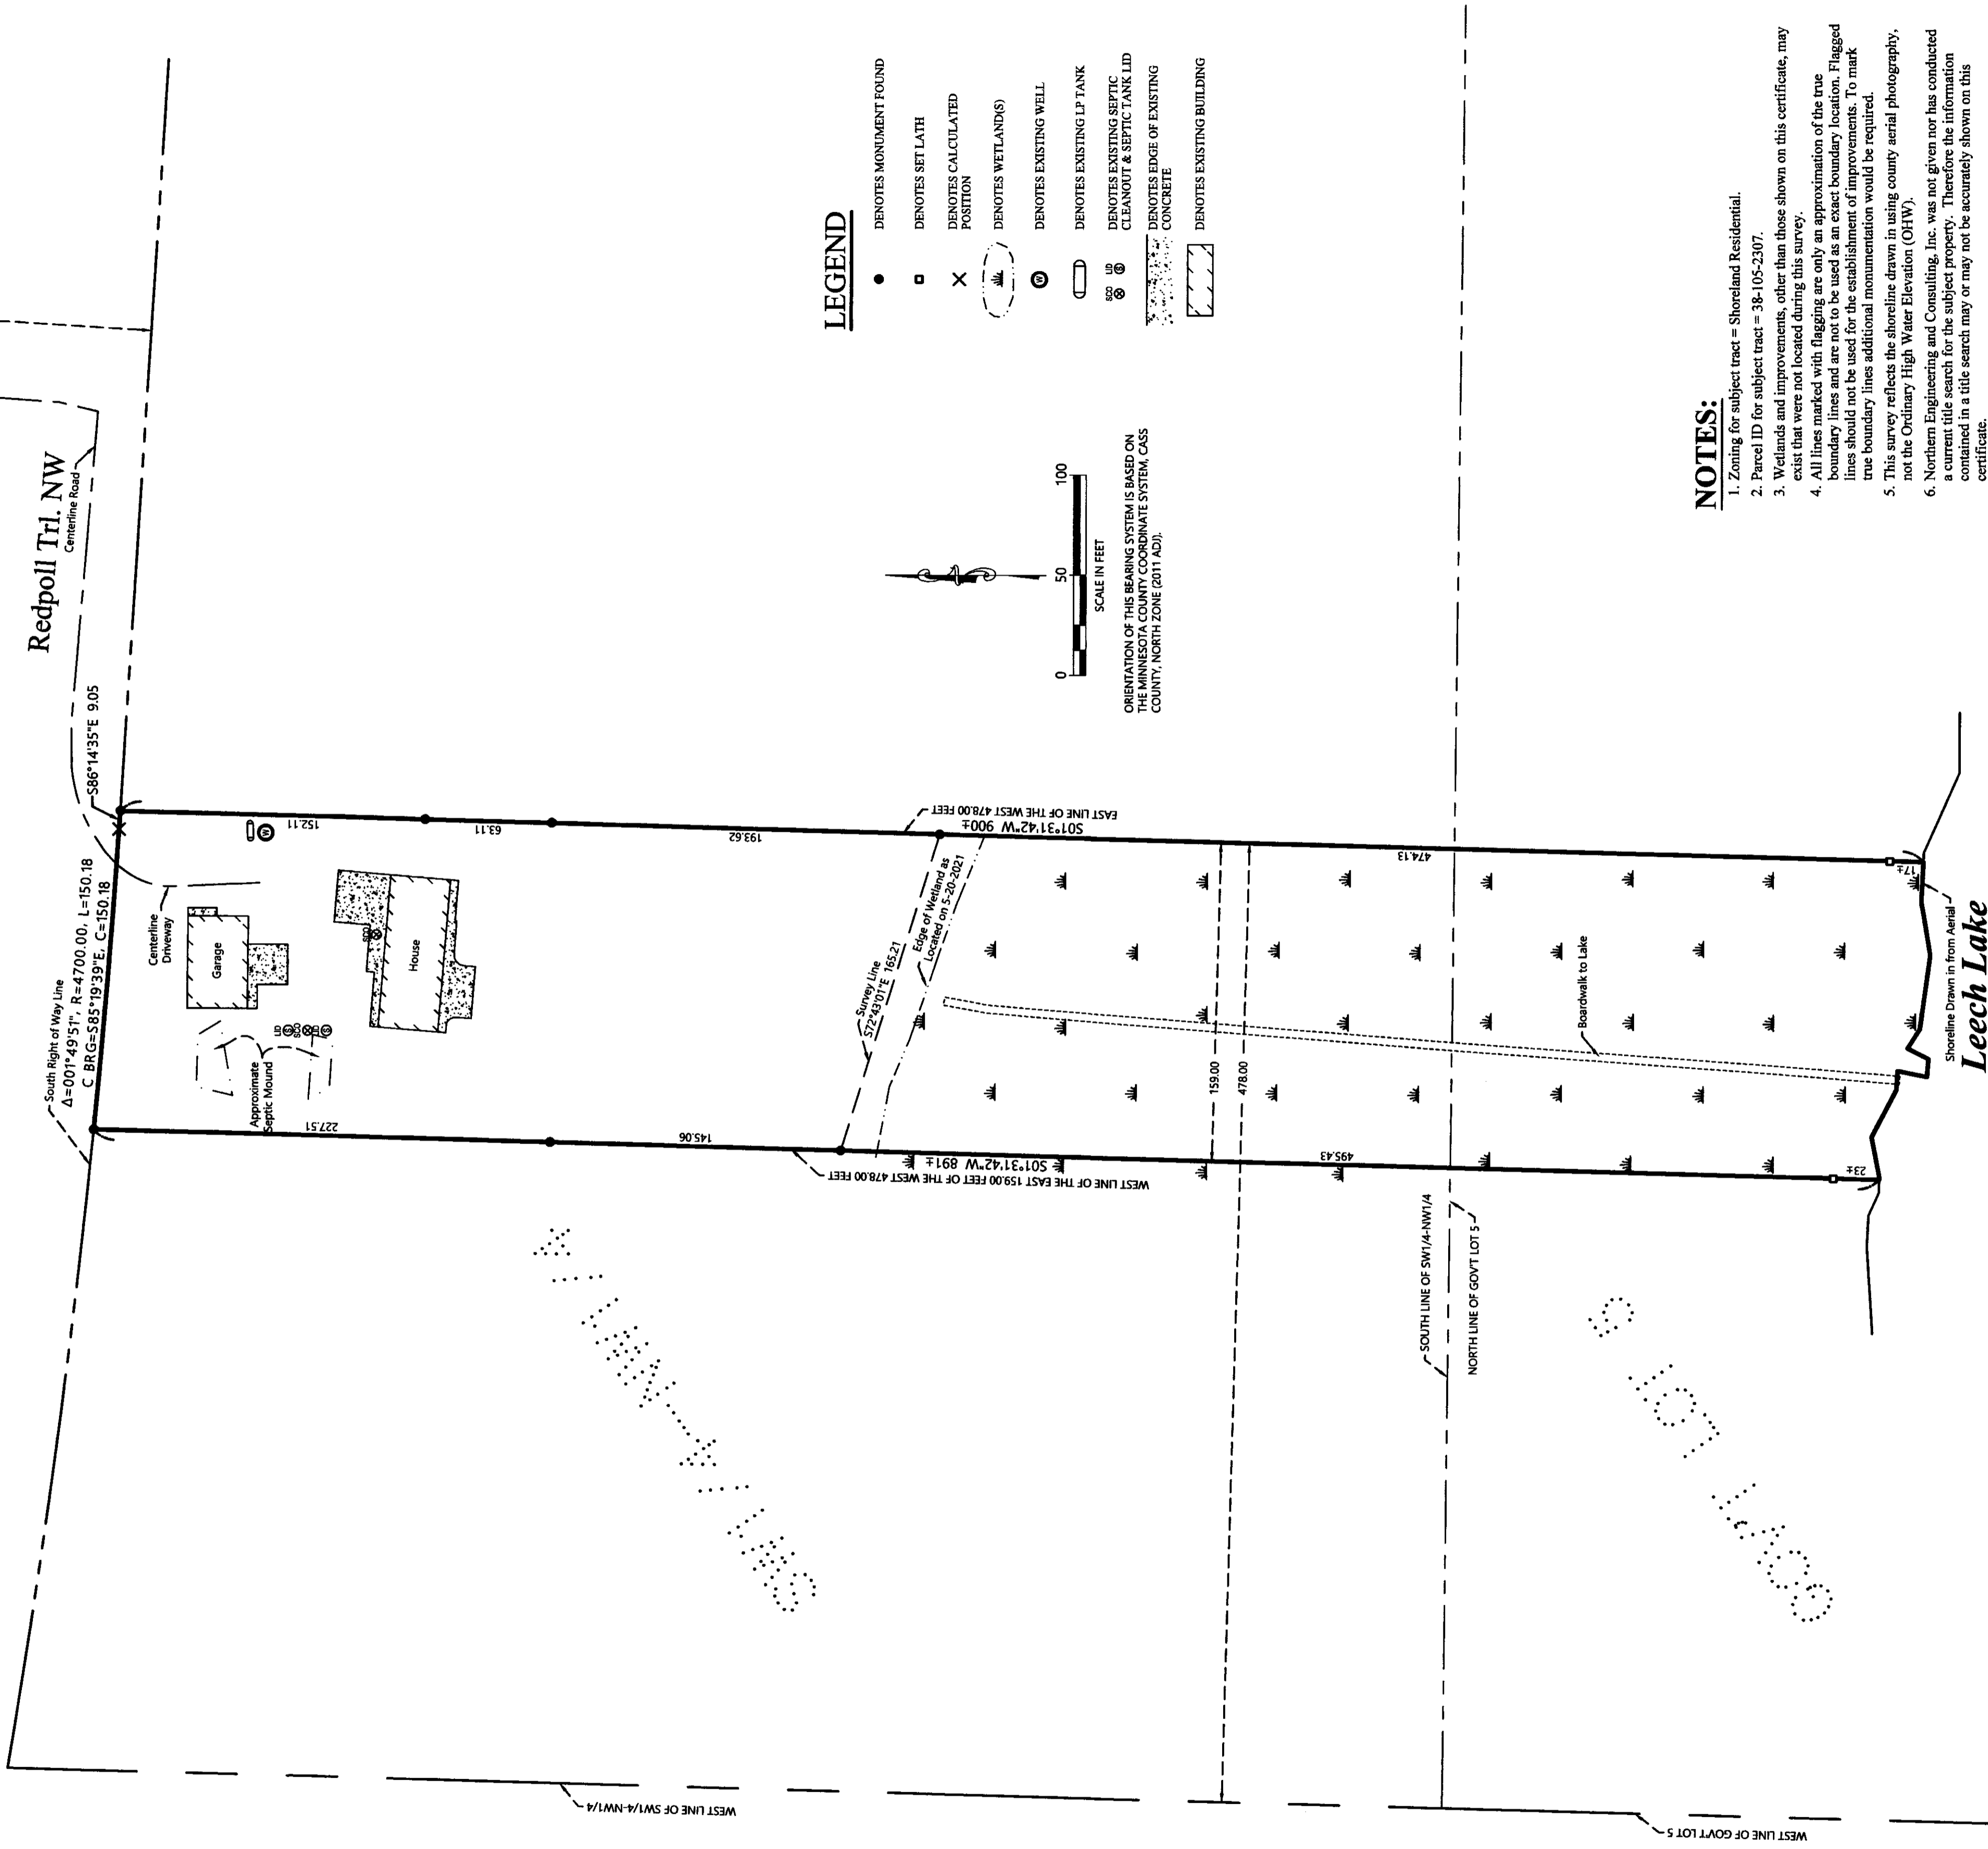 Redpoll Trl. NW
Centerline Road
S86°14'35"E 9.05
South Right of Way Line
Δ=001°49'51", R=4700.00, L=150.18
C BRG=S85°19'39"E, C=150.18
Centerline
Driveway
Garage
House
SCO
LID
SCO
LID
Approximate
Septic Mound
W
S
S
152.11
63.11
193.62
227.51
145.06
EAST LINE OF THE WEST 478.00 FEET
S01°31'42"W 900±
474.13
17±
Survey Line
S72°43'01"E 165.21
Edge of Wetland as
Located on 5-20-2021
WEST LINE OF THE EAST 159.00 FEET OF THE WEST 478.00 FEET
S01°31'42"W 891±
495.43
23±
159.00
478.00
Boardwalk to Lake
Shoreline Drawn in from Aerial
Leech Lake
SOUTH LINE OF SW1/4-NW1/4
NORTH LINE OF GOV'T LOT 5
SW1/4-NW1/4
GOV'T LOT 5
WEST LINE OF SW1/4-NW1/4
WEST LINE OF GOV'T LOT 5
LEGEND
DENOTES MONUMENT FOUND
DENOTES SET LATH
DENOTES CALCULATED
POSITION
DENOTES WETLAND(S)
W
DENOTES EXISTING WELL
DENOTES EXISTING LP TANK
SCO LID
S
DENOTES EXISTING SEPTIC
CLEANOUT & SEPTIC TANK LID
DENOTES EDGE OF EXISTING
CONCRETE
DENOTES EXISTING BUILDING
0 50 100
SCALE IN FEET
ORIENTATION OF THIS BEARING SYSTEM IS BASED ON
THE MINNESOTA COUNTY COORDINATE SYSTEM, CASS
COUNTY, NORTH ZONE (2011 ADJ).
NOTES:
1. Zoning for subject tract = Shoreland Residential.
2. Parcel ID for subject tract = 38-105-2307.
3. Wetlands and improvements, other than those shown on this certificate, may
exist that were not located during this survey.
4. All lines marked with flagging are only an approximation of the true
boundary lines and are not to be used as an exact boundary location. Flagged
lines should not be used for the establishment of improvements. To mark
true boundary lines additional monumentation would be required.
5. This survey reflects the shoreline drawn in using county aerial photography,
not the Ordinary High Water Elevation (OHW).
6. Northern Engineering and Consulting, Inc. was not given nor has conducted
a current title search for the subject property. Therefore the information
contained in a title search may or may not be accurately shown on this
certificate.